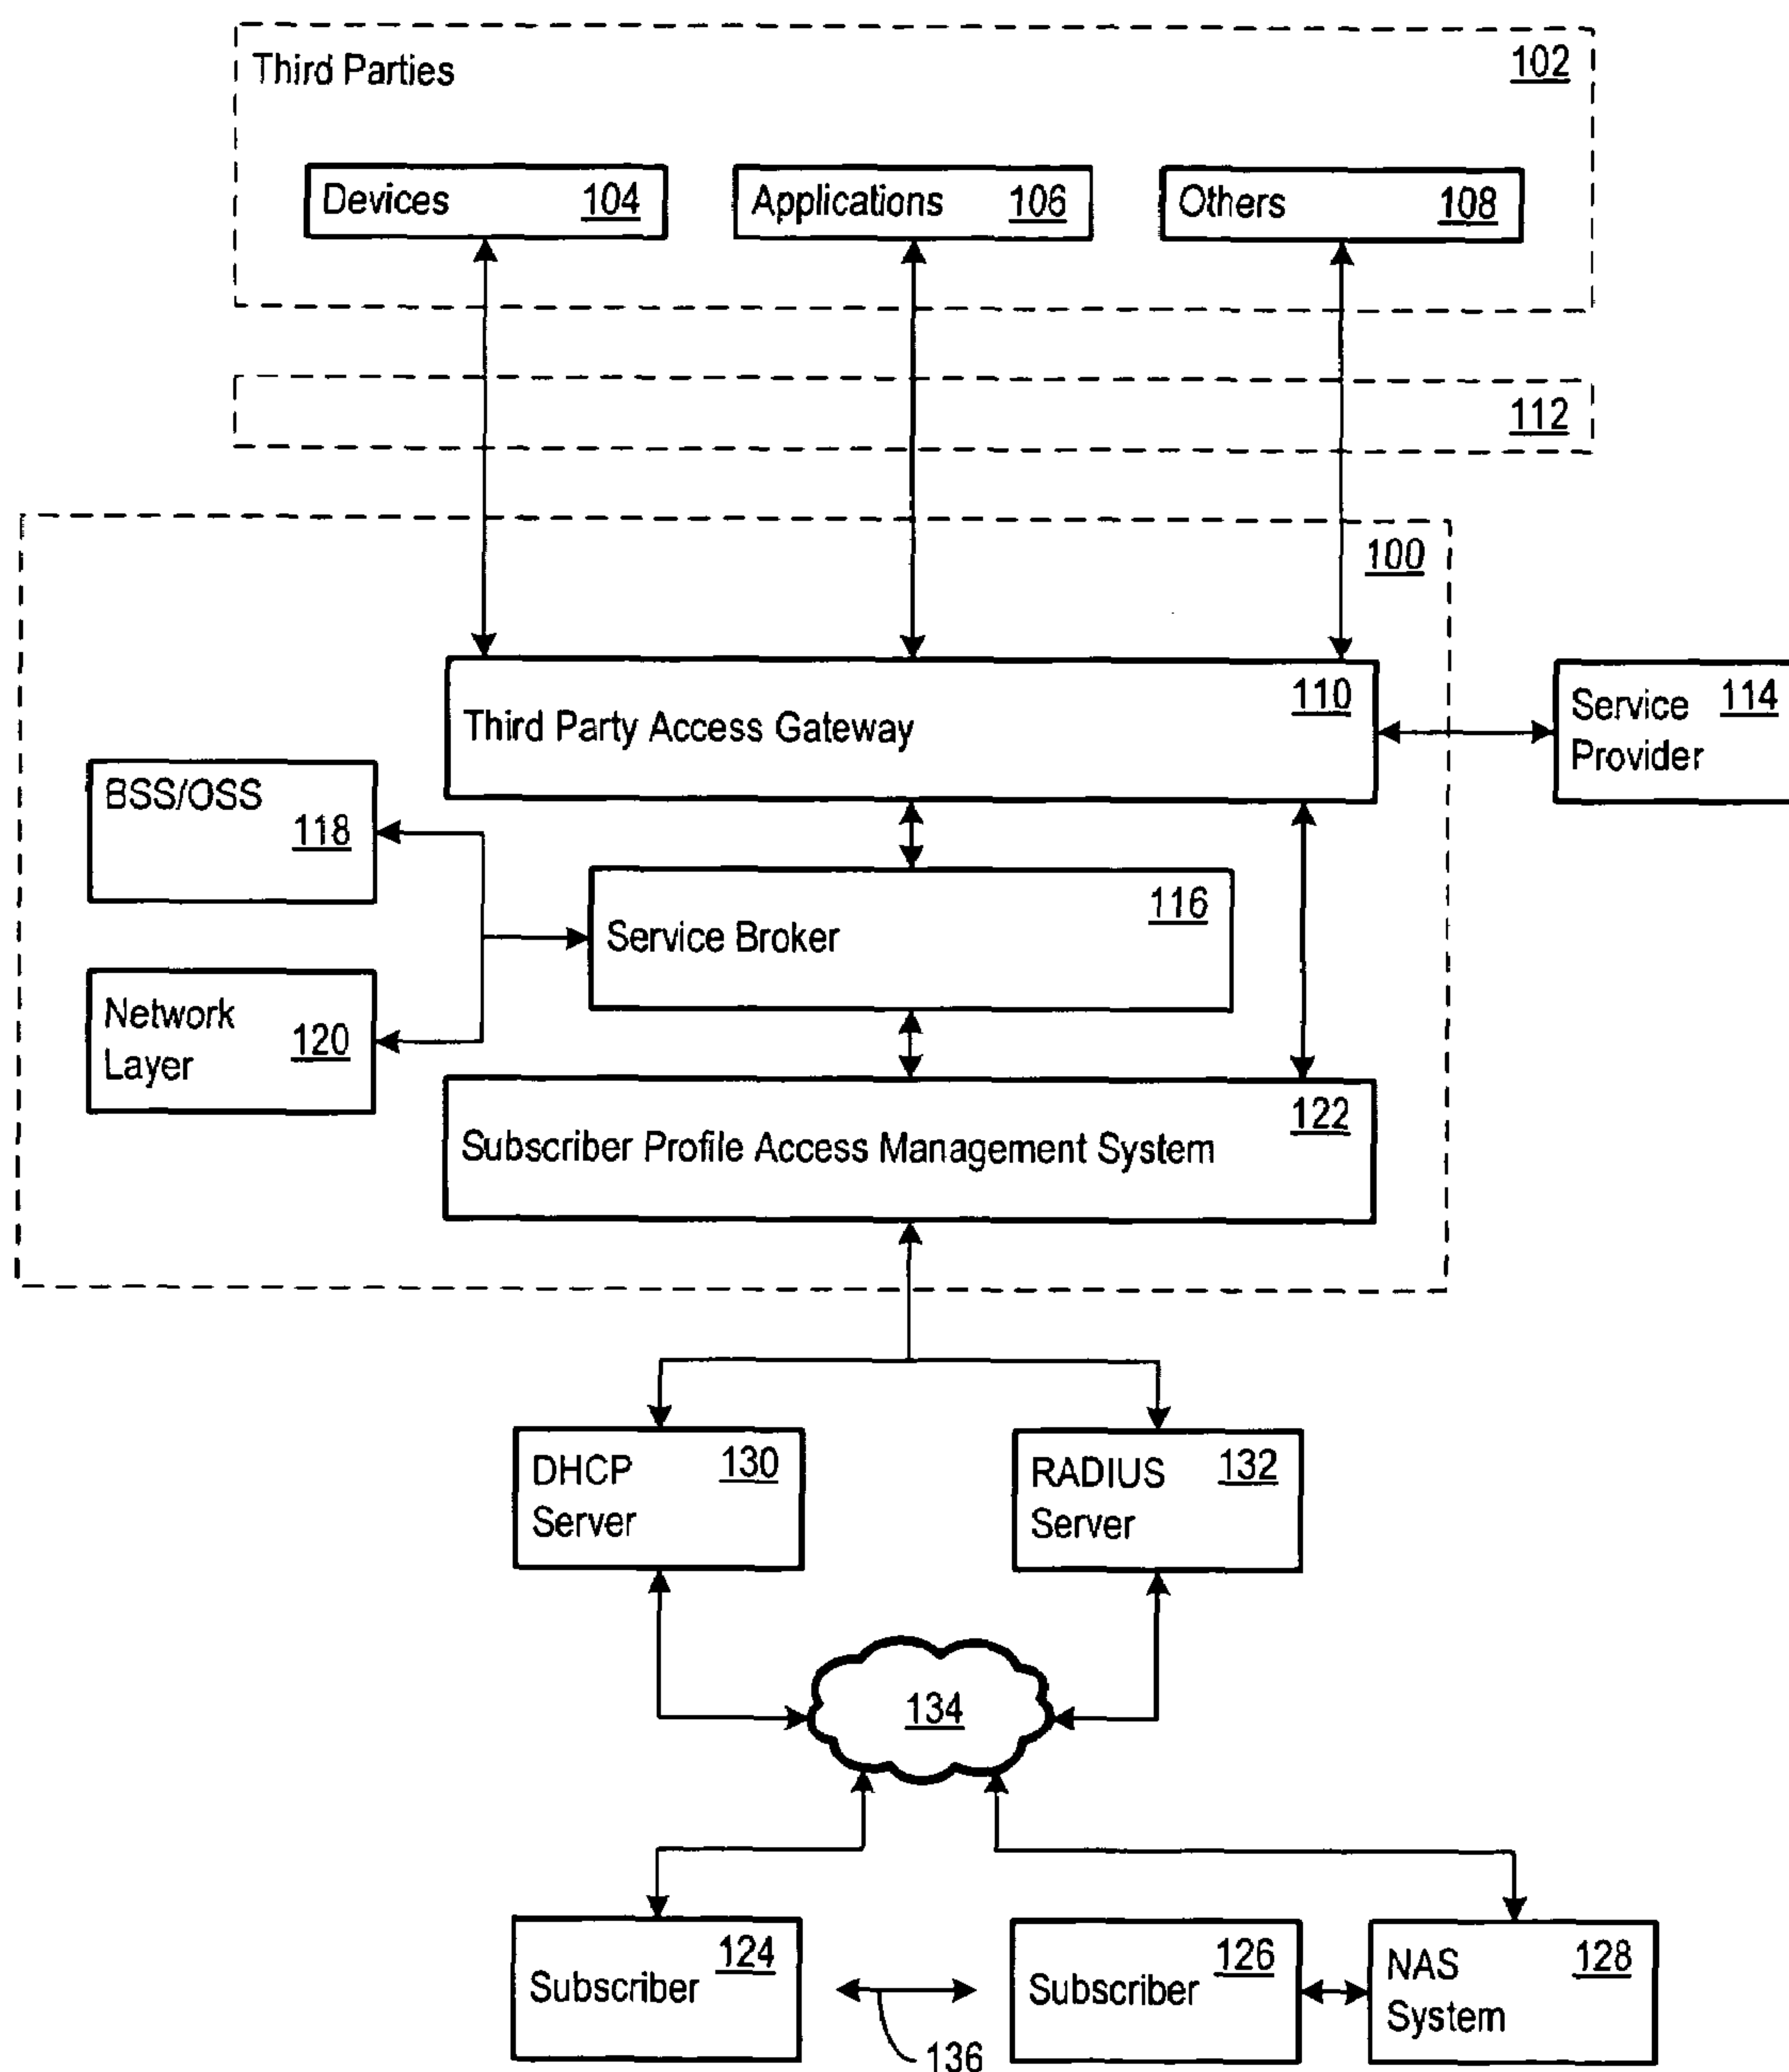 Third Parties 102
Devices 104
Applications 106
Others 108
112
100
110
Third Party Access Gateway
Service 114
Provider
BSS/OSS
118
116
Service Broker
Network
Layer 120
122
Subscriber Profile Access Management System
DHCP 130
Server
RADIUS 132
Server
134
124
Subscriber
126
Subscriber
NAS 128
System
136